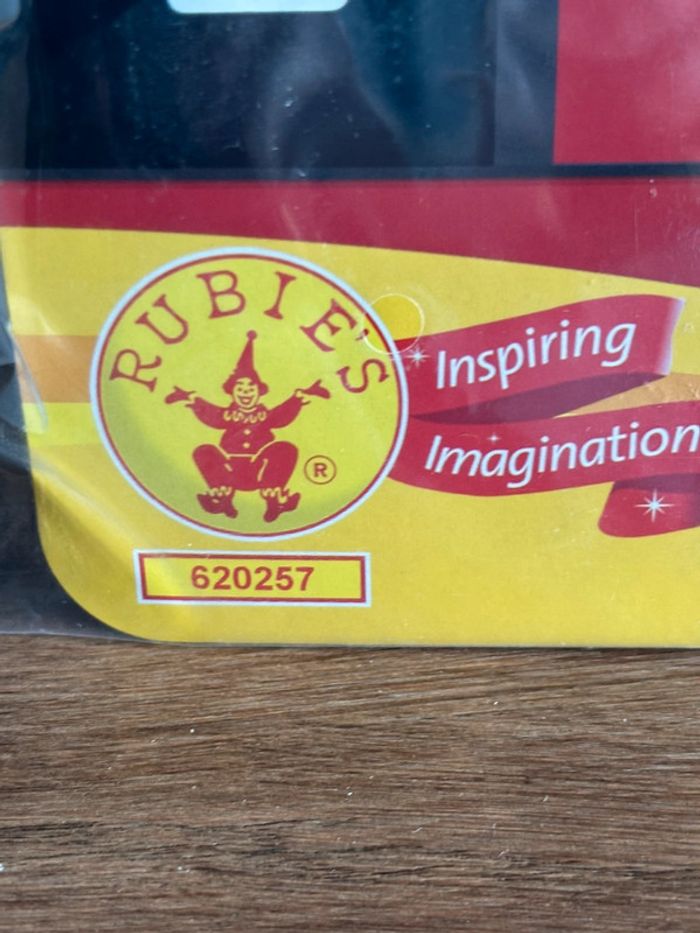 RUBIE'S
®
Inspiring
Imagination
620257